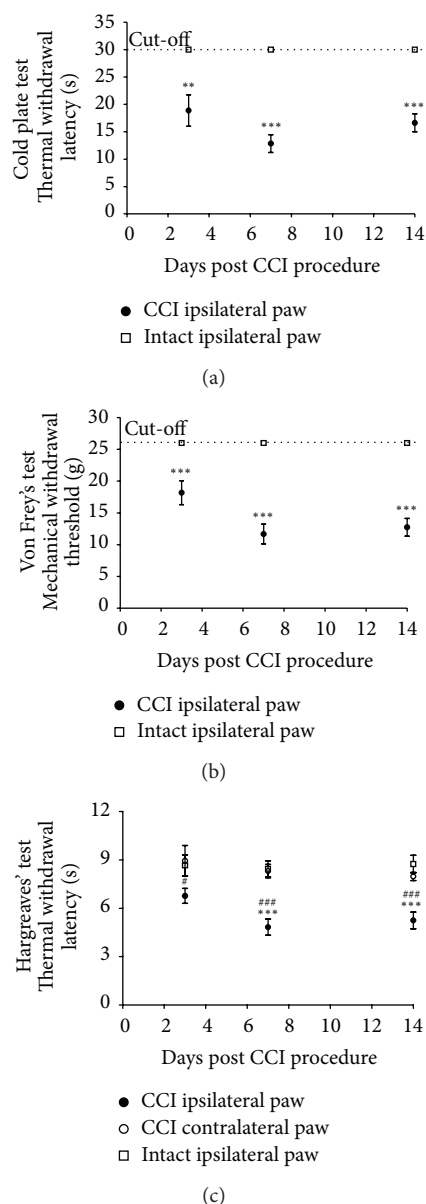 35
Cut-off
30
25
20
15
10
5
0
**
***
***
Cold plate test
Thermal withdrawal
latency (s)
0 2 4 6 8 10 12 14
Days post CCI procedure
CCI ipsilateral paw
Intact ipsilateral paw
(a)
30
Cut-off
25
20
15
10
5
0
***
***
***
Von Frey's test
Mechanical withdrawal
threshold (g)
0 2 4 6 8 10 12 14
Days post CCI procedure
CCI ipsilateral paw
Intact ipsilateral paw
(b)
12
9
6
3
0
#
###
***
###
***
Hargreaves' test
Thermal withdrawal
latency (s)
0 2 4 6 8 10 12 14
Days post CCI procedure
CCI ipsilateral paw
CCI contralateral paw
Intact ipsilateral paw
(c)